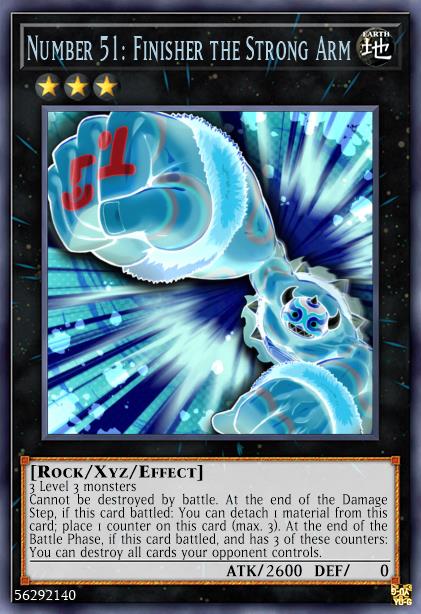 Number 51: Finisher the Strong Arm
EARTH
地
51
[Rock/Xyz/Effect]
3 Level 3 monsters
Cannot be destroyed by battle. At the end of the Damage
Step, if this card battled: You can detach 1 material from this
card; place 1 counter on this card (max. 3). At the end of the
Battle Phase, if this card battled, and has 3 of these counters:
You can destroy all cards your opponent controls.
ATK/2600 DEF/ 0
56292140